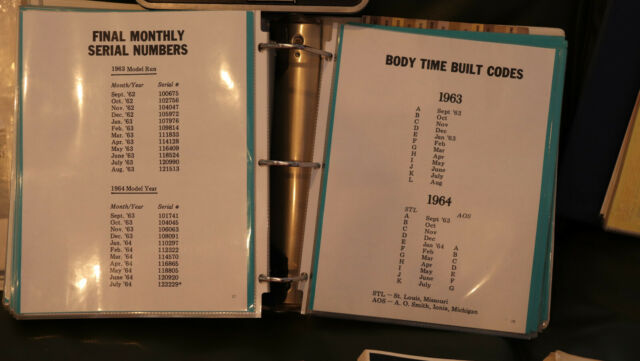 FINAL MONTHLY
SERIAL NUMBERS
1963 Model Run
Month/Year Serial #
Sept. '62 100675
Oct. '62 102756
Nov. '62 104047
Dec. '62 105972
Jan. '63 107976
Feb. '63 109814
Mar. '63 111833
Apr. '63 114128
May '63 116409
June '63 118524
July '63 120990
Aug. '63 121513
1964 Model Year
Month/Year Serial #
Sept. '63 101741
Oct. '63 104045
Nov. '63 106063
Dec. '63 108091
Jan. '64 110297
Feb. '64 112322
Mar. '64 114570
Apr. '64 116865
May '64 118805
June '64 120920
July '64 122229*
BODY TIME BUILT CODES
1963
A Sept '63
B Oct
C Nov
D Dec
E Jan '63
F Feb
G Mar
H Apr
I May
J June
K July
L Aug
1964
STL AOS
A Sept '63
B Oct
C Nov
D Dec
E Jan '64 A
F Feb B
G Mar C
H Apr D
I May E
J June F
K July G
STL — St. Louis, Missouri
AOS — A. O. Smith, Ionia, Michigan